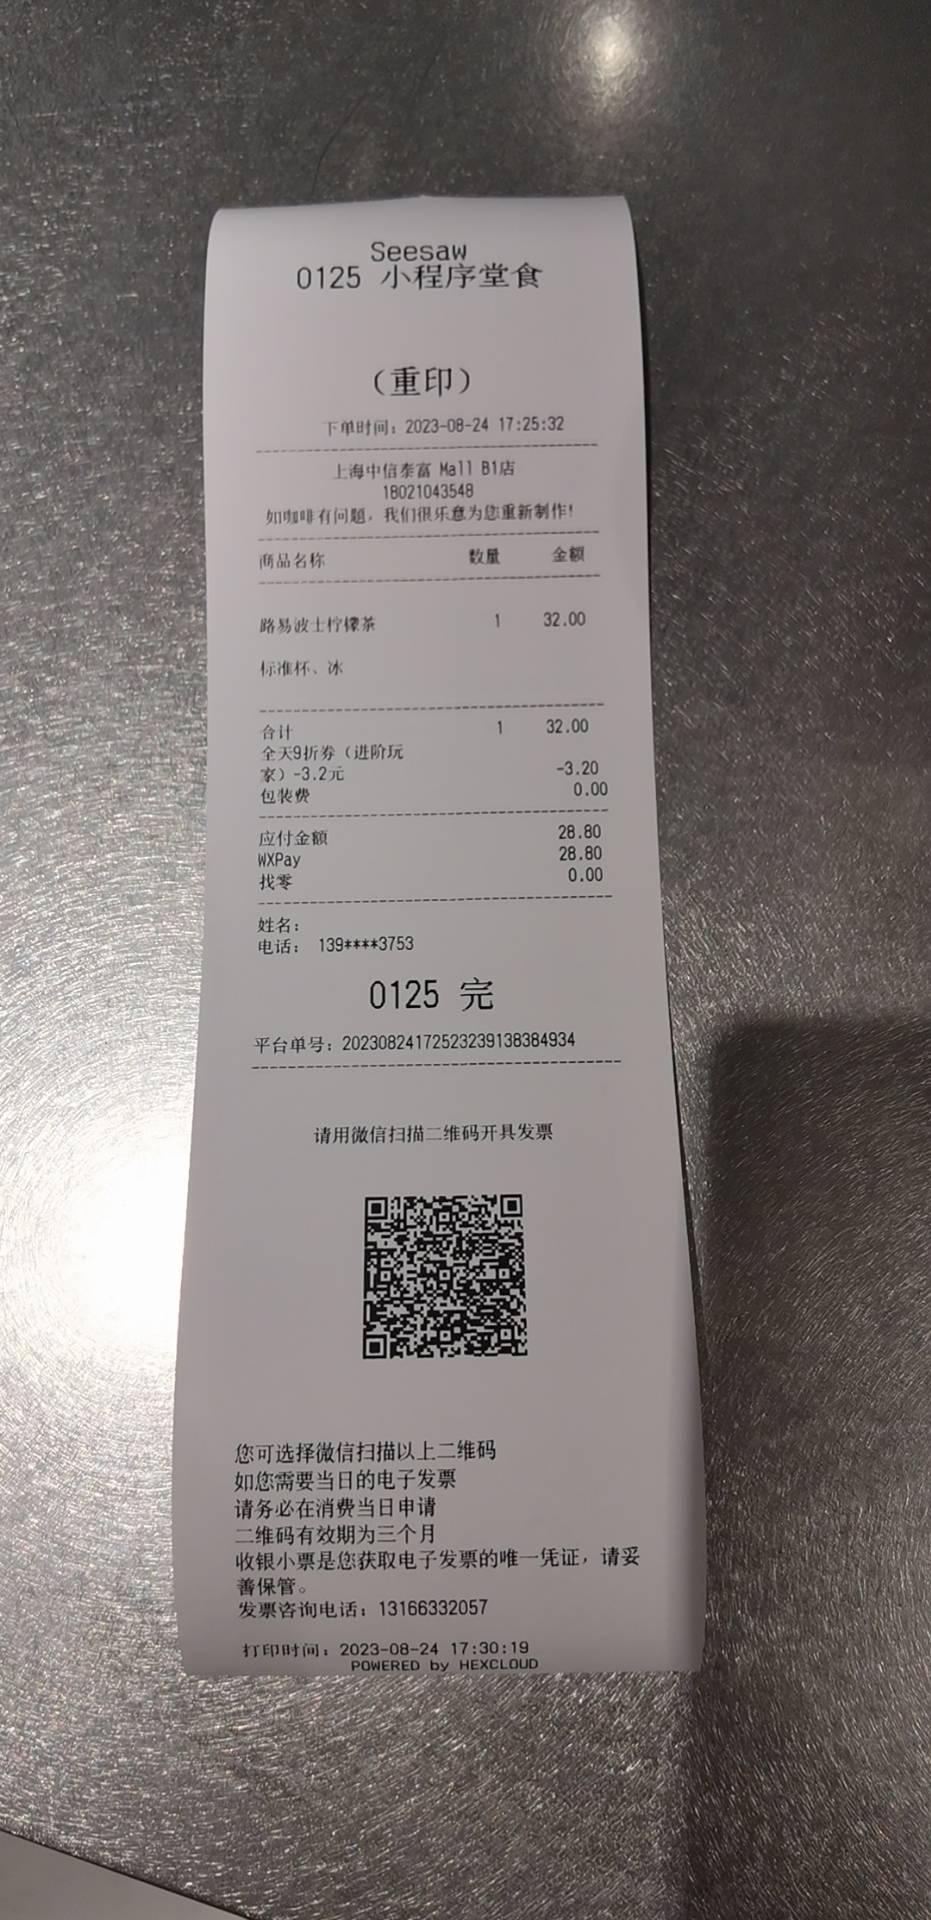 Seesaw
0125 小程序堂食
（重印）
下单时间：2023-08-24 17:25:32
上海中信泰富 Mall B1店
18021043548
如咖啡有问题，我们很乐意为您重新制作！
商品名称 数量 金额
路易波士柠檬茶 1 32.00
标准杯、冰
合计 1 32.00
全天9折券（进阶玩
家）-3.2元 -3.20
包装费 0.00
应付金额 28.80
WXPay 28.80
找零 0.00
姓名：
电话： 139****3753
0125 完
平台单号：20230824172523239138384934
请用微信扫描二维码开具发票
您可选择微信扫描以上二维码
如您需要当日的电子发票
请务必在消费当日申请
二维码有效期为三个月
收银小票是您获取电子发票的唯一凭证，请妥
善保管。
发票咨询电话：13166332057
打印时间：2023-08-24 17:30:19
POWERED by HEXCLOUD